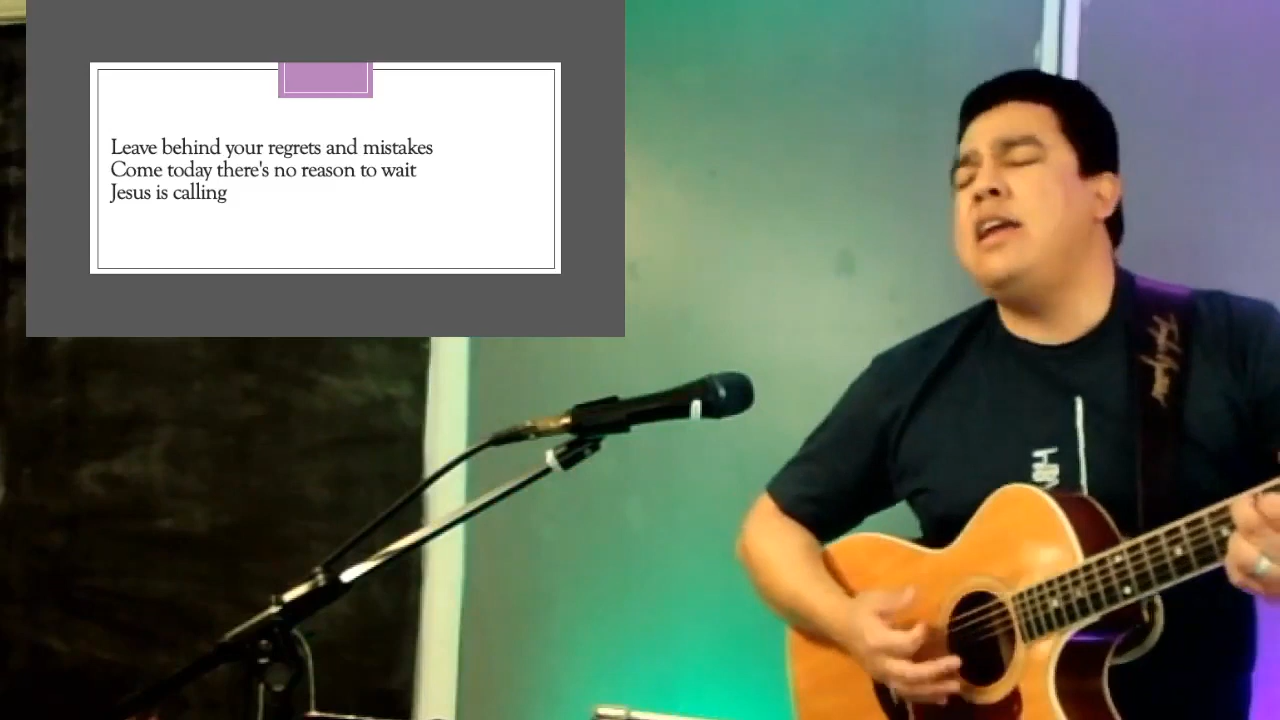 Leave behind your regrets and mistakes
Come today there's no reason to wait
Jesus is calling